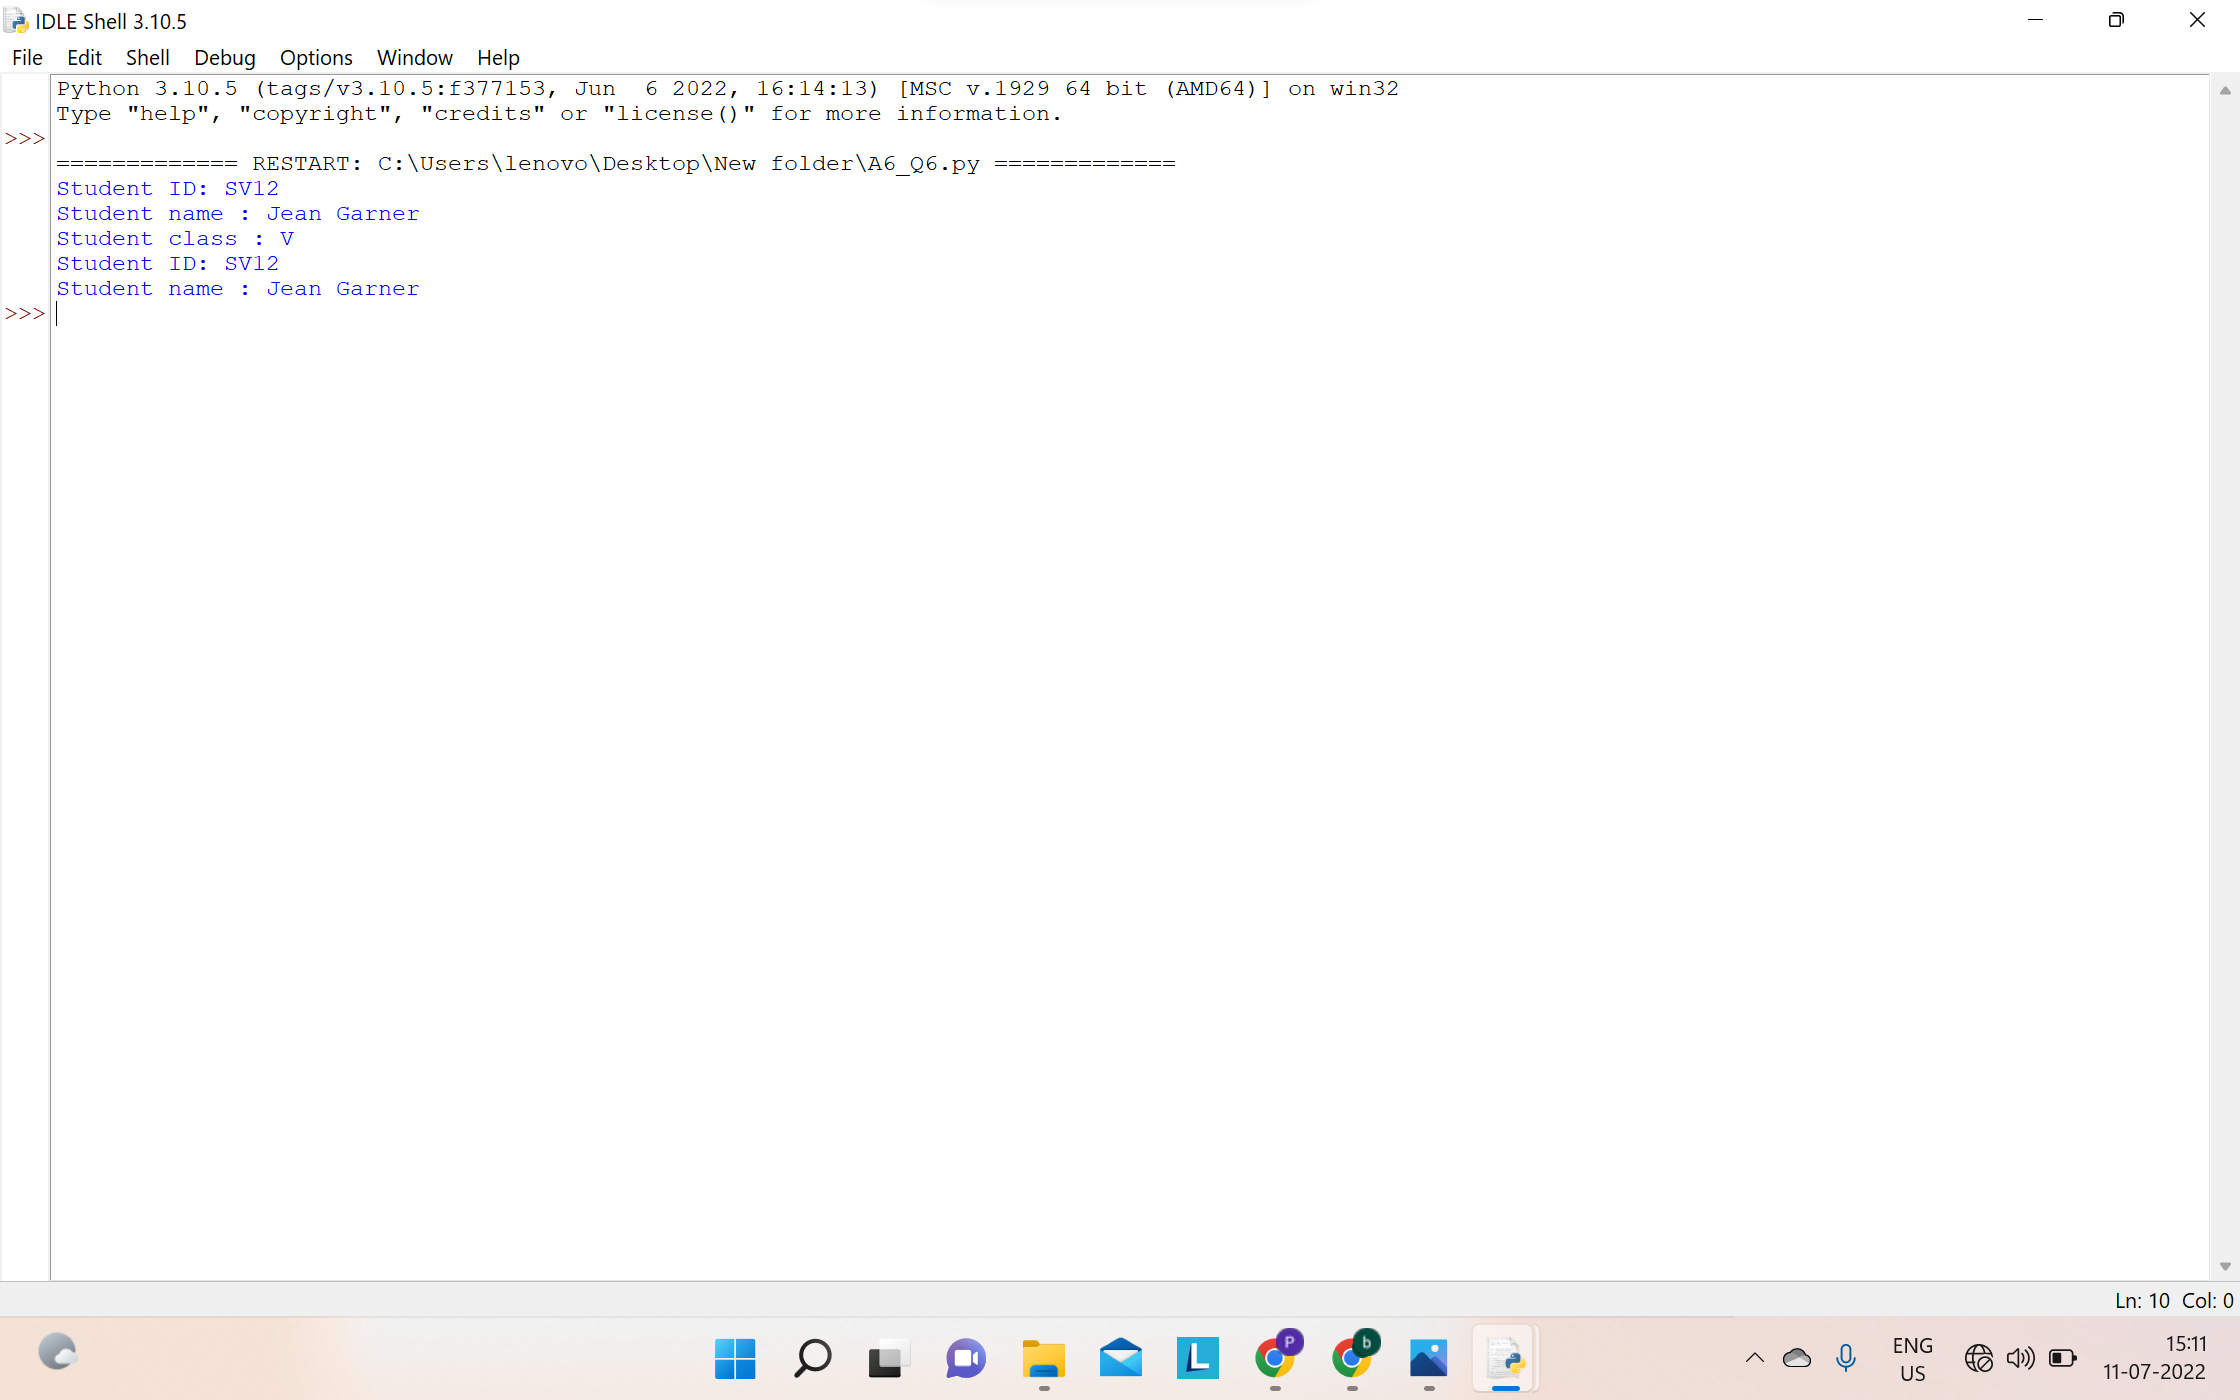 IDLE Shell 3.10.5
File Edit Shell Debug Options Window Help
Python 3.10.5 (tags/v3.10.5:f377153, Jun  6 2022, 16:14:13) [MSC v.1929 64 bit (AMD64)] on win32
Type "help", "copyright", "credits" or "license()" for more information.
>>>
============= RESTART: C:\Users\lenovo\Desktop\New folder\A6_Q6.py =============
Student ID: SV12
Student name : Jean Garner
Student class : V
Student ID: SV12
Student name : Jean Garner
>>>
Ln: 10 Col: 0
L
P
b
ENG
US
15:11
11-07-2022